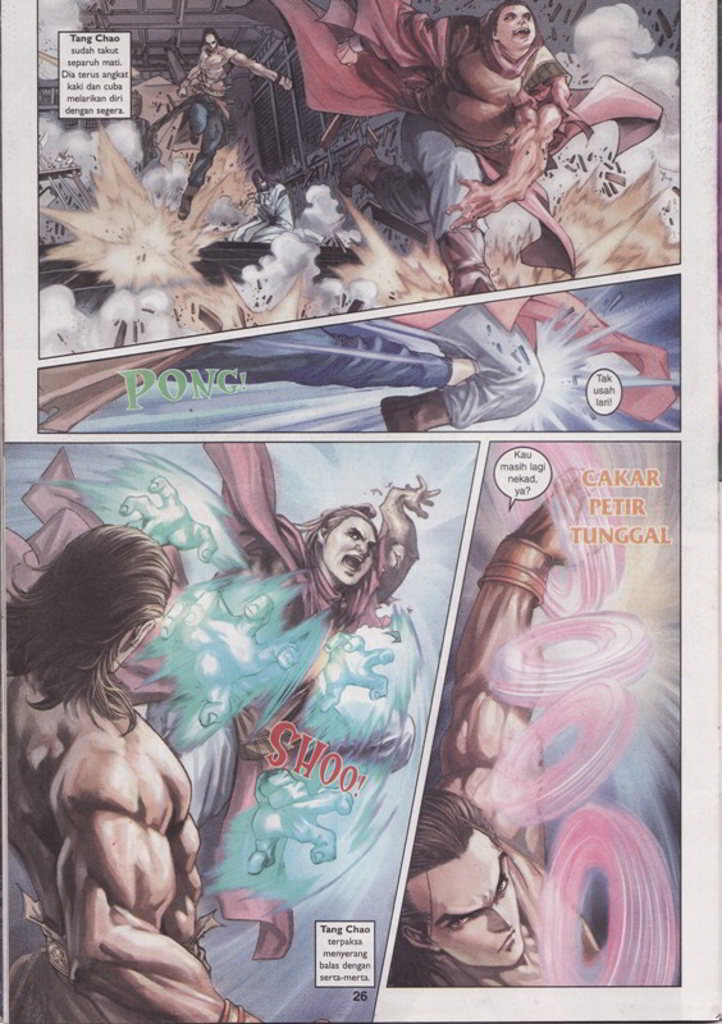 Tang Chao
sudah takut
separuh mati.
Dia terus angkat
kaki dan cuba
melarikan diri
dengan segera.
PONG!
Tak
usah
lari!
SHOO!
Tang Chao
terpaksa
menyerang
balas dengan
serta-merta.
Kau
masih lagi
nekad,
ya?
CAKAR
PETIR
TUNGGAL
26